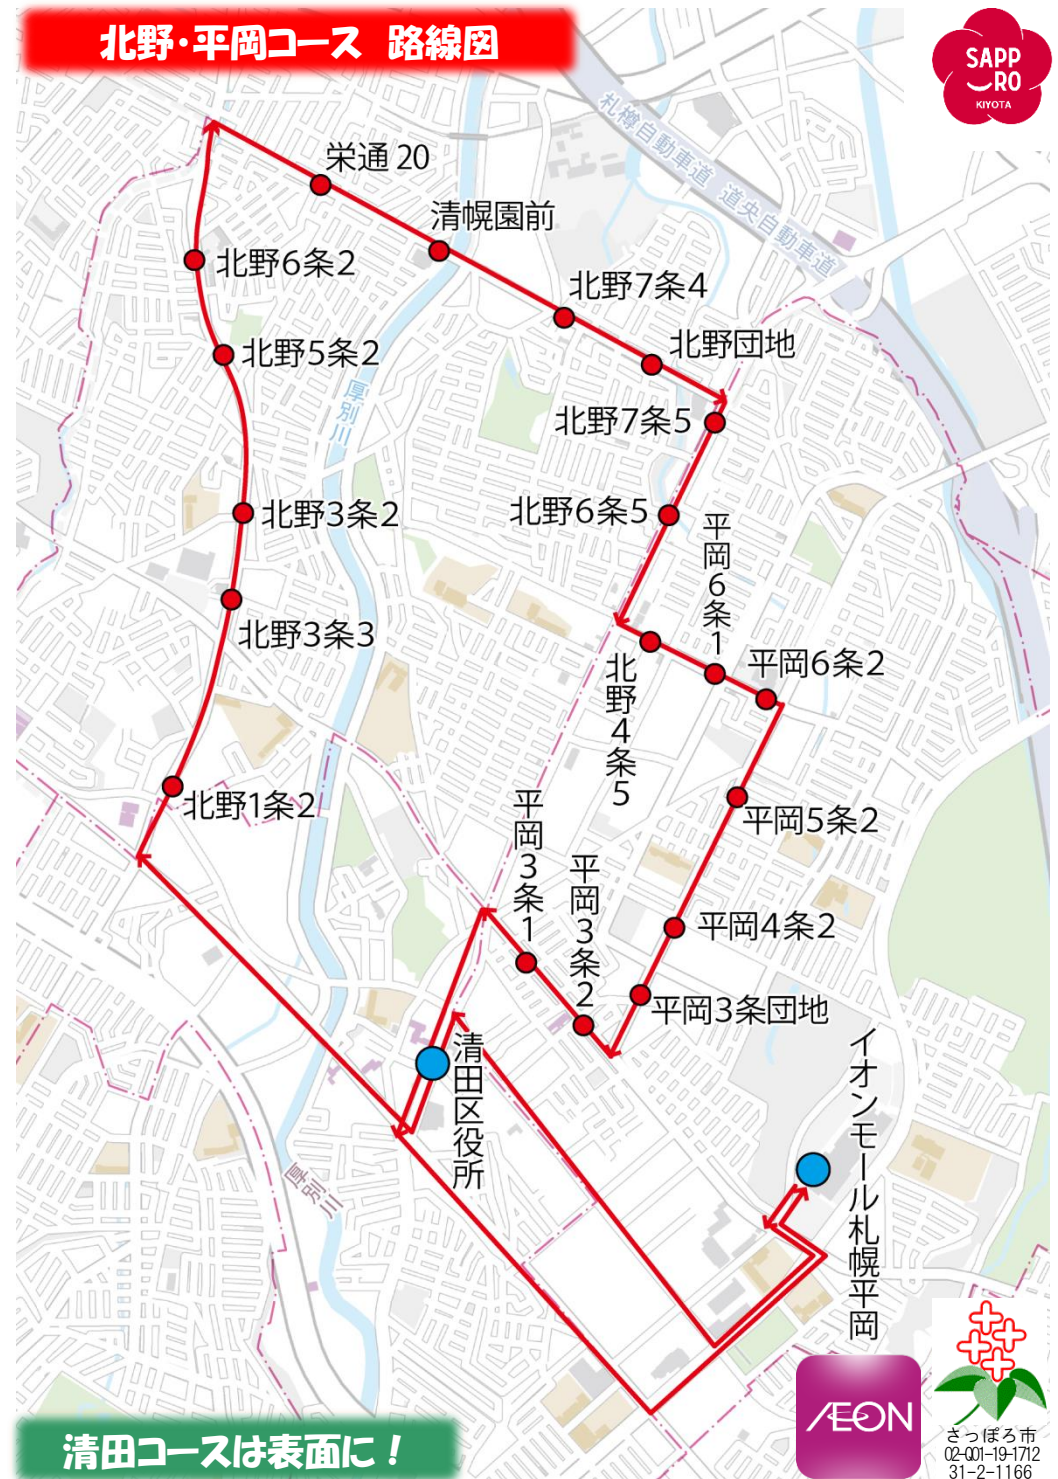 北野・平岡コース 路線図
SAPP
RO
KIYOTA
札樽自動車道 道央自動車道
栄通20
清幌園前
北野6条2
北野7条4
北野団地
北野5条2
厚別川
北野7条5
北野6条5
北野3条2
平岡6条1
北野3条3
平岡6条2
北野4条5
北野1条2
平岡5条2
平岡3条1
平岡3条2
平岡4条2
平岡3条団地
清田区役所
イオンモール札幌平岡
厚別川
ÆON
さっぽろ市
02-Q01-19-1712
31-2-1166
清田コースは表面に！